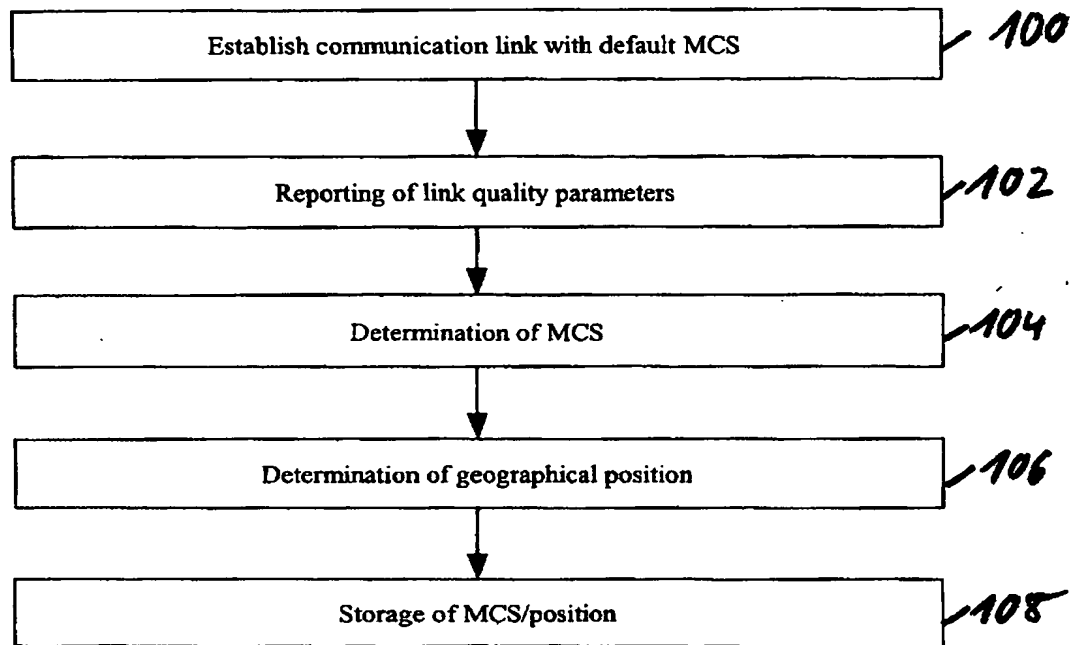 Establish communication link with default MCS
100
Reporting of link quality parameters
102
Determination of MCS
104
Determination of geographical position
106
Storage of MCS/position
108